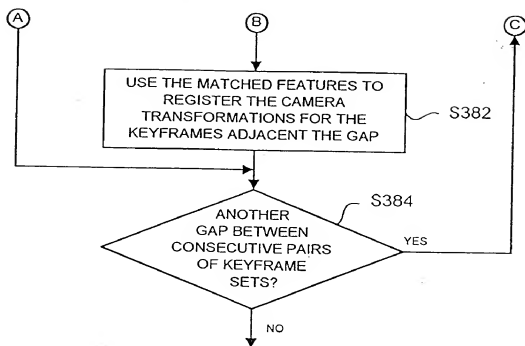 A
B
C
USE THE MATCHED FEATURES TO
REGISTER THE CAMERA
TRANSFORMATIONS FOR THE
KEYFRAMES ADJACENT THE GAP
S382
S384
ANOTHER
GAP BETWEEN
CONSECUTIVE PAIRS
OF KEYFRAME
SETS?
YES
NO